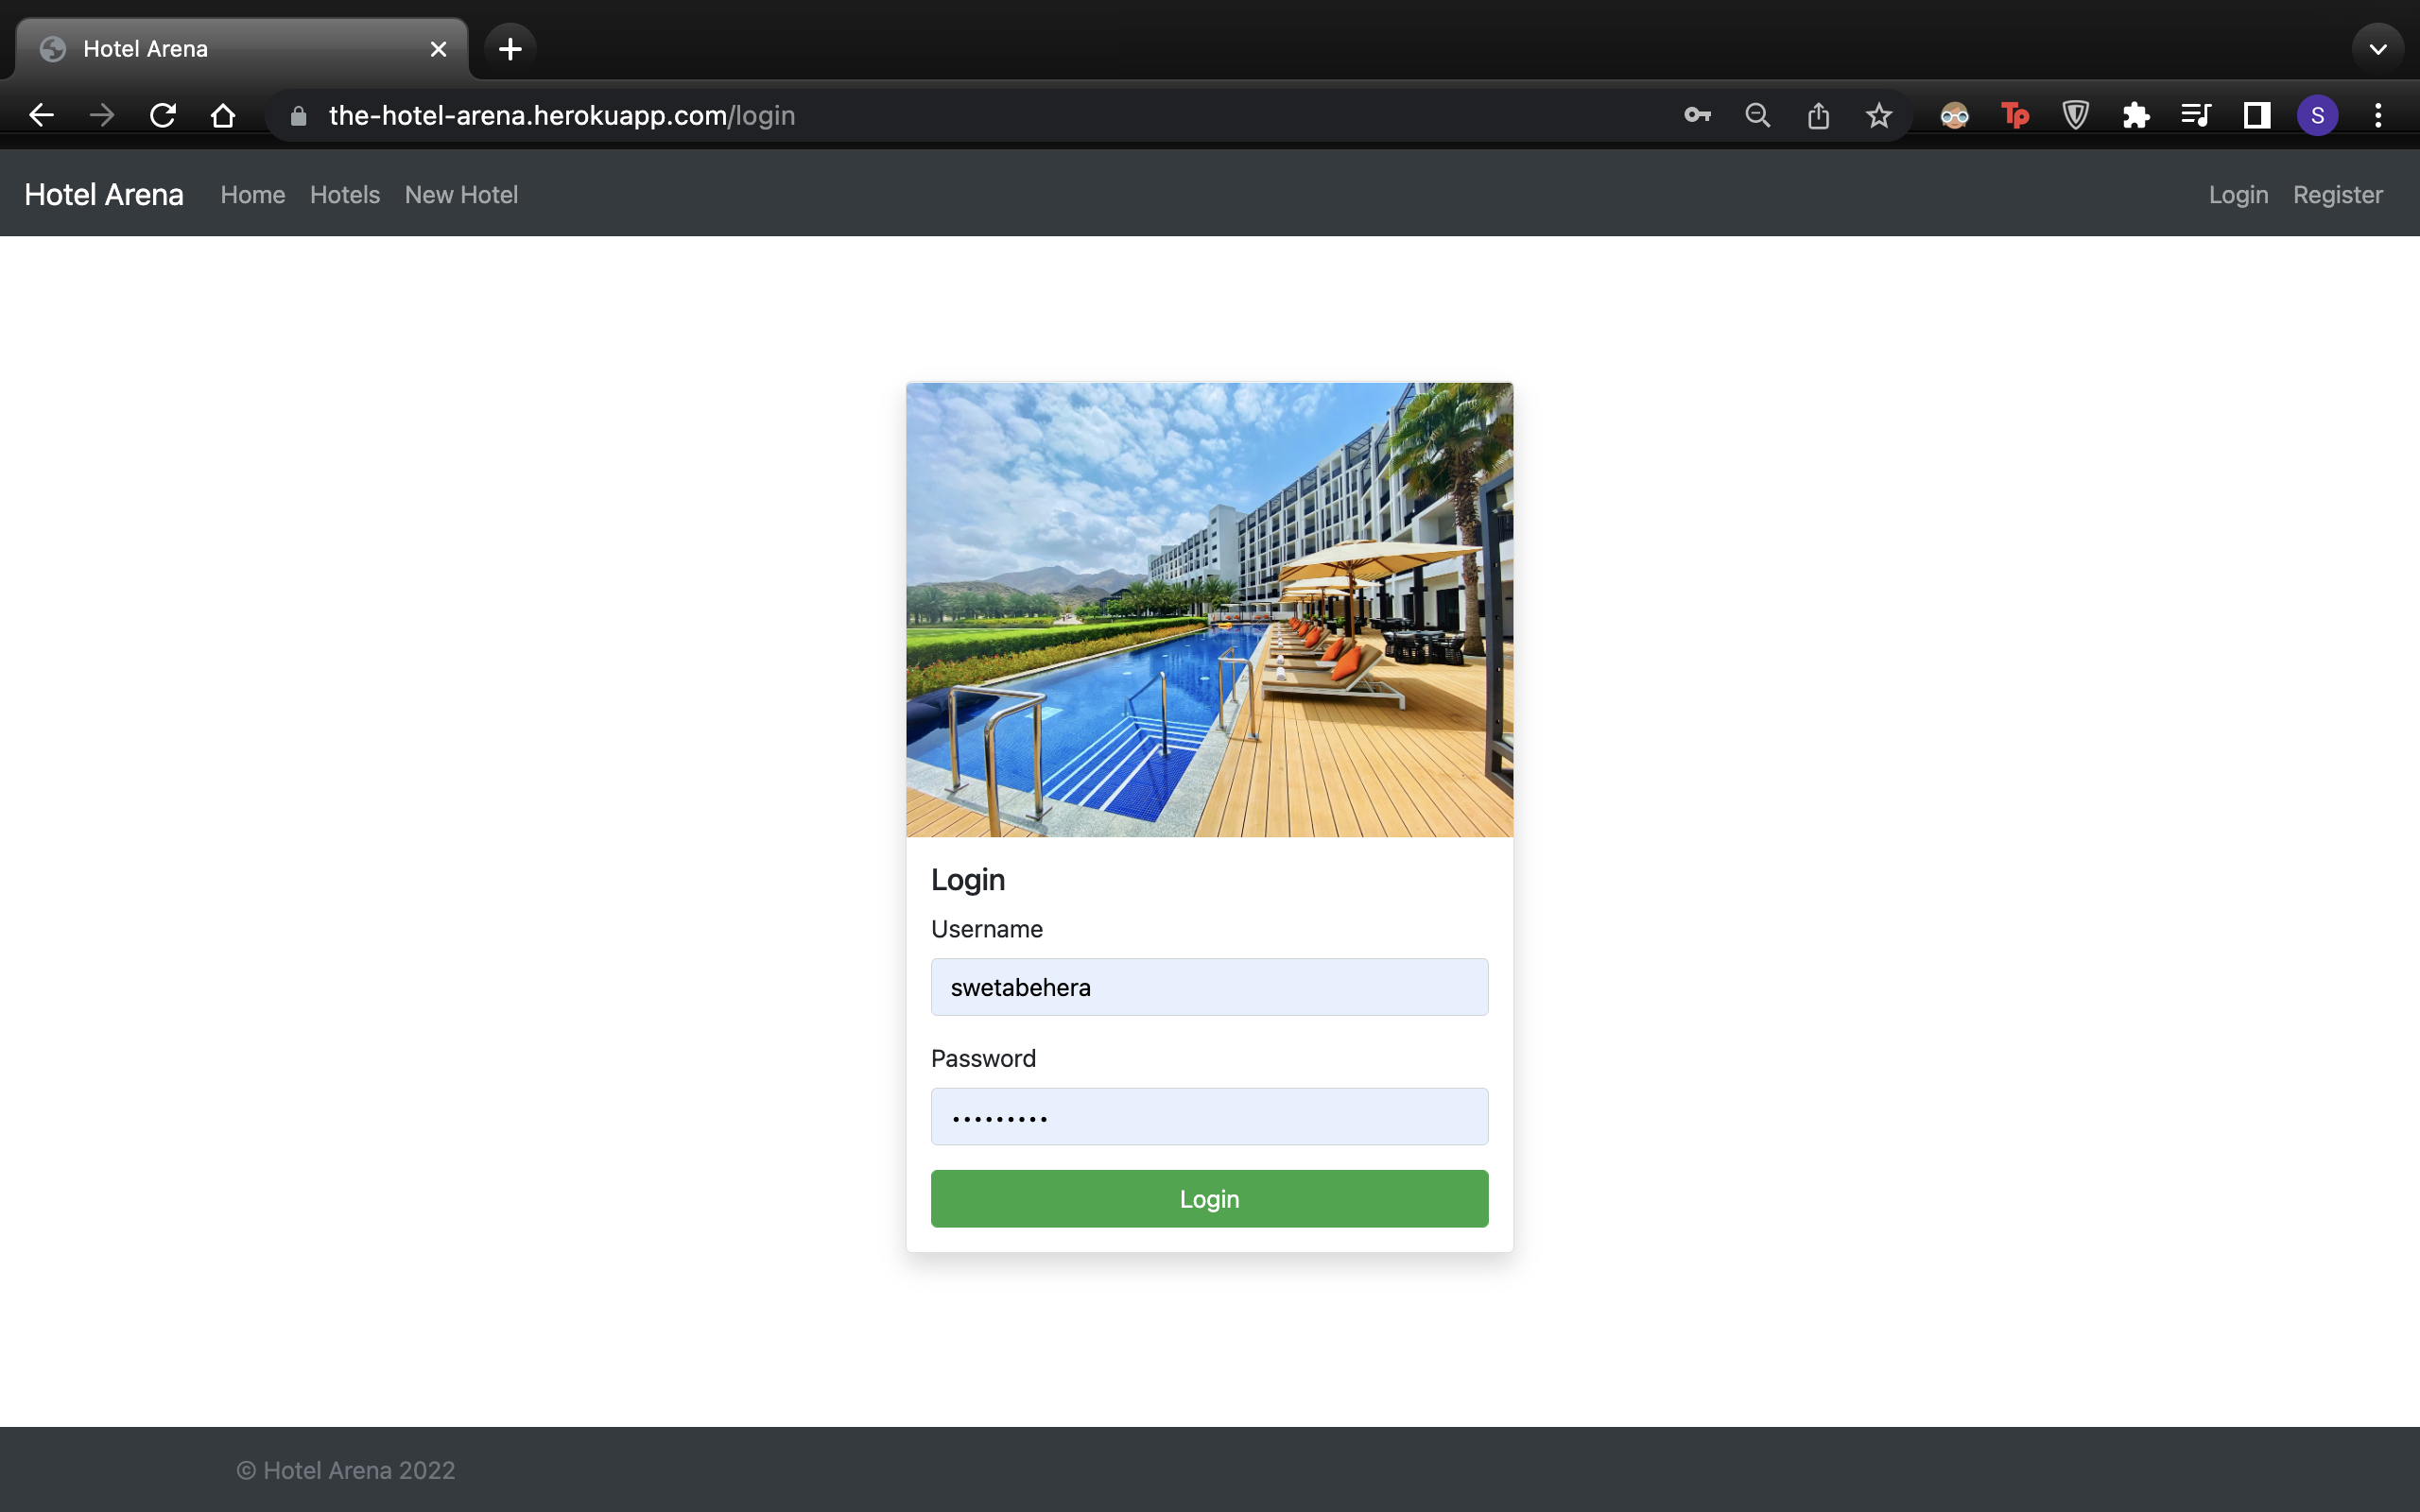 Hotel Arena
the-hotel-arena.herokuapp.com/login
Tp
S
Hotel Arena Home Hotels New Hotel Login Register
Login
Username
swetabehera
Password
•••••••••
Login
© Hotel Arena 2022